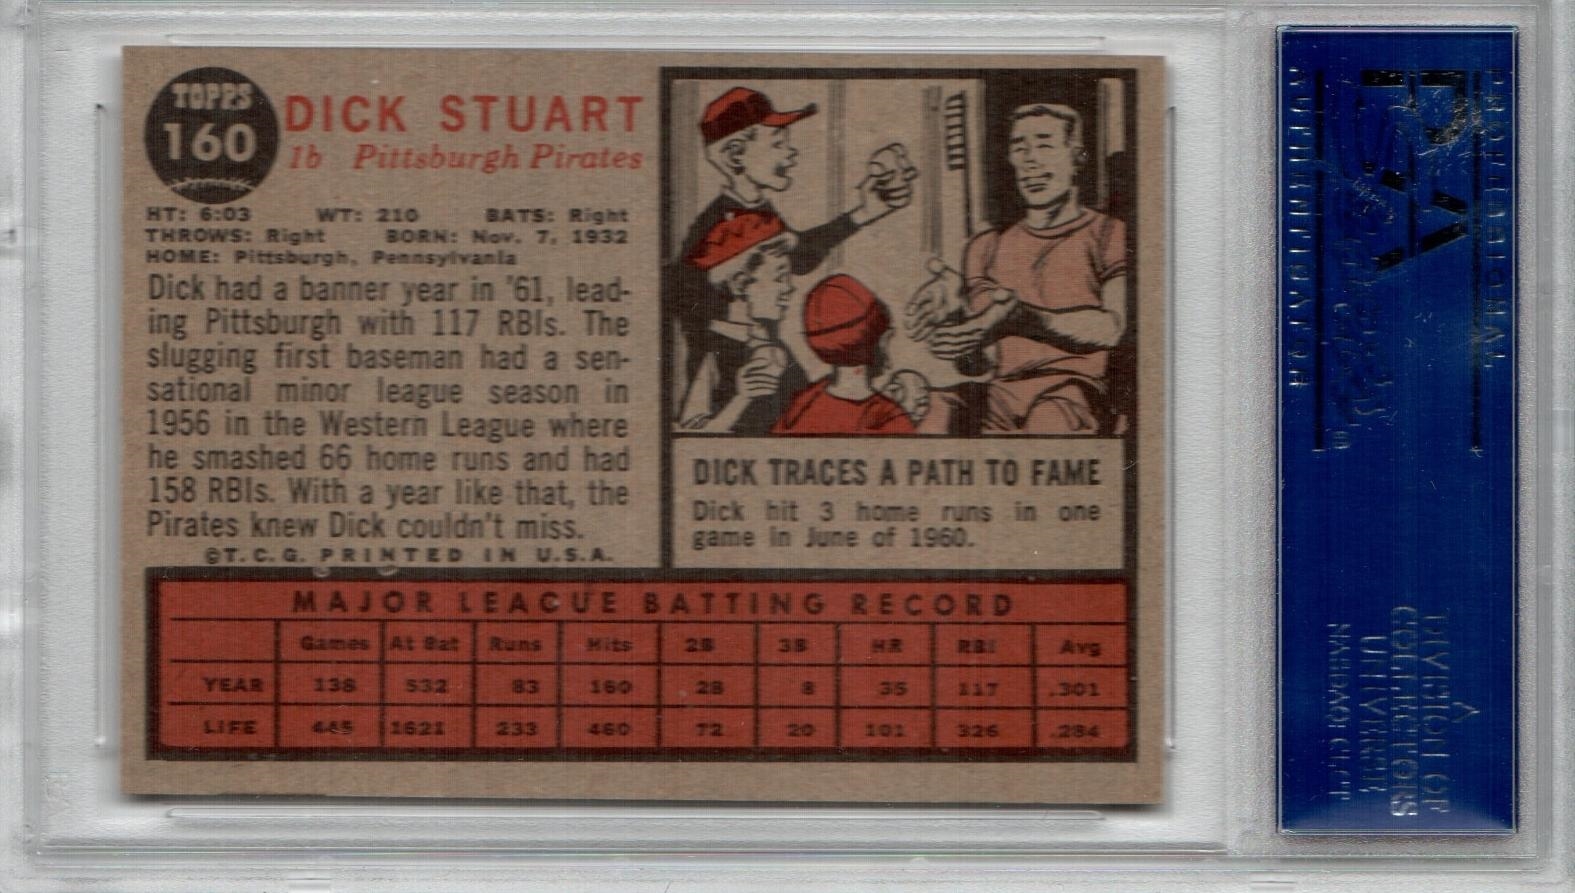 TOPPS
160
DICK STUART
1b Pittsburgh Pirates
HT: 6:03 WT: 210 BATS: Right
THROWS: Right BORN: Nov. 7, 1932
HOME: Pittsburgh, Pennsylvania
Dick had a banner year in '61, lead-
ing Pittsburgh with 117 RBIs. The
slugging first baseman had a sen-
sational minor league season in
1956 in the Western League where
he smashed 66 home runs and had
158 RBIs. With a year like that, the
Pirates knew Dick couldn't miss.
©T.C.G. PRINTED IN U.S.A.
DICK TRACES A PATH TO FAME
Dick hit 3 home runs in one
game in June of 1960.
MAJOR LEAGUE BATTING RECORD
Games At Bat Runs Hits 2B 3B HR RBI Avg
YEAR 138 532 83 160 28 8 35 117 .301
LIFE 445 1621 233 460 72 20 101 326 .284
PSA
PROFESSIONAL
AUTHENTICATOR
A
DIVISION OF
COLLECTORS
UNIVERSE